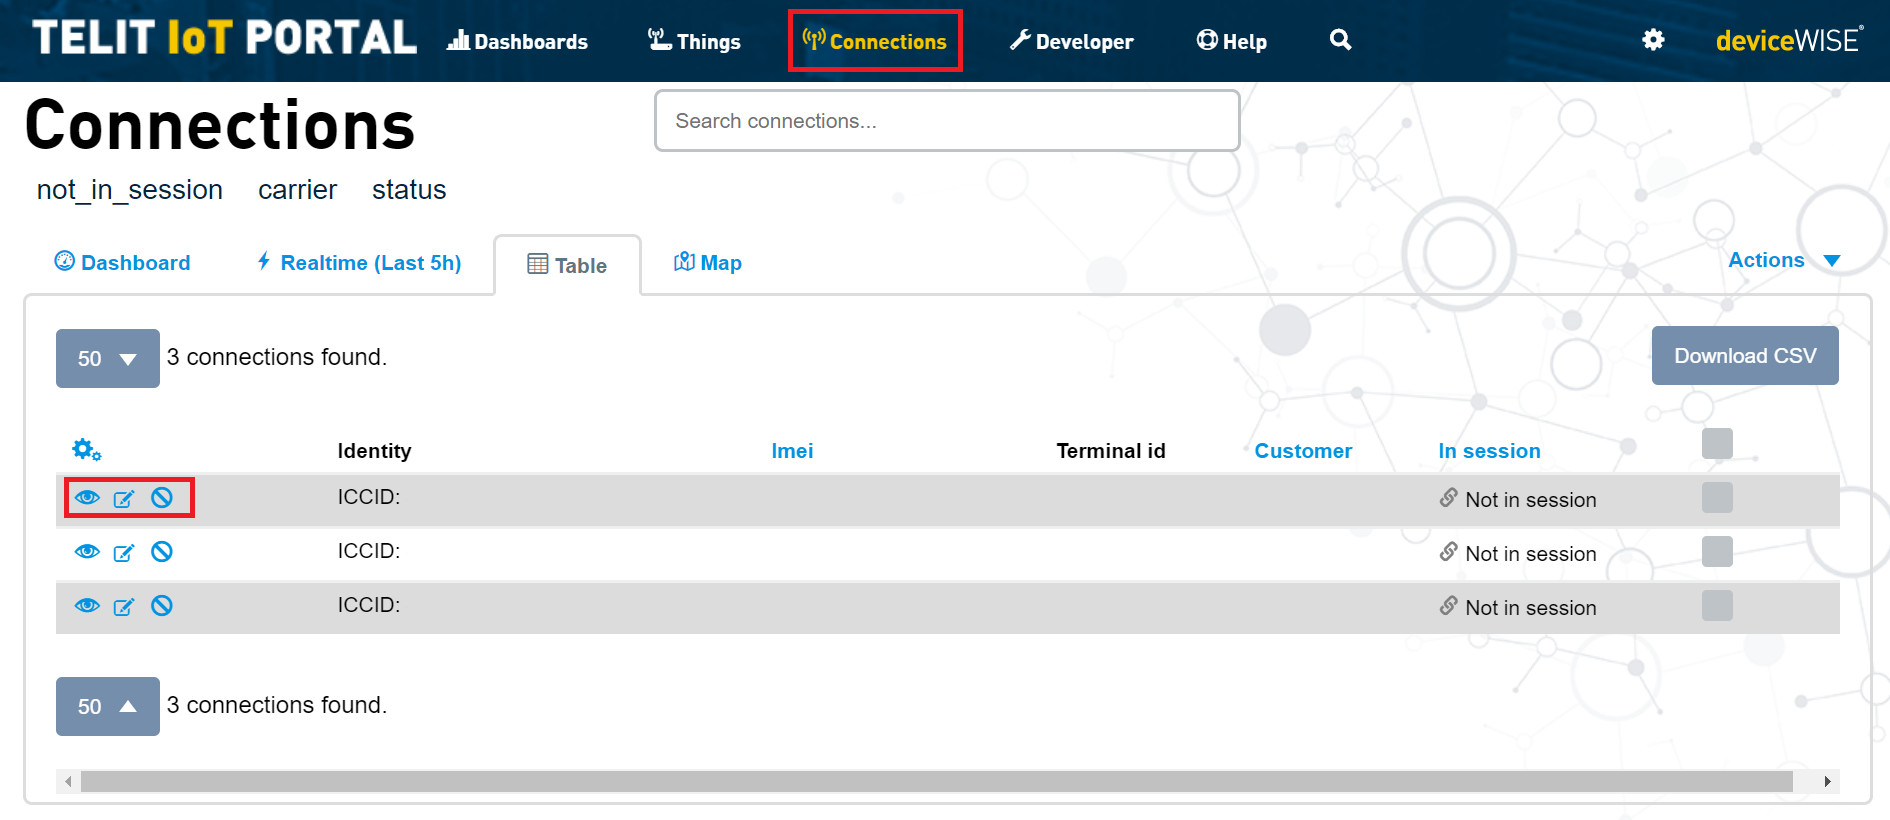 TELIT IoT PORTAL Dashboards Things Connections Developer Help deviceWISE®
Connections
Search connections...
not_in_session carrier status
Dashboard Realtime (Last 5h) Table Map Actions
50 3 connections found. Download CSV
Identity Imei Terminal id Customer In session
ICCID: Not in session
ICCID: Not in session
ICCID: Not in session
50 3 connections found.